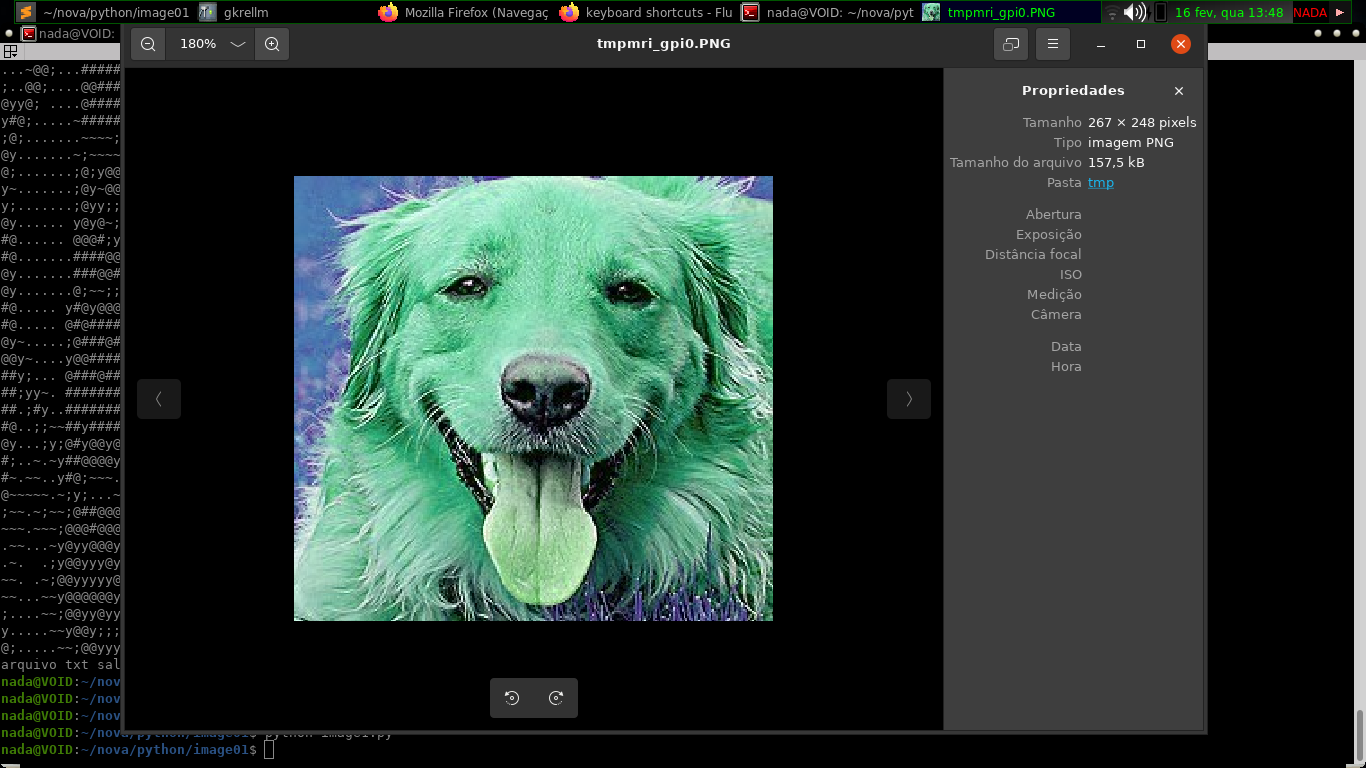 ~/nova/python/image01
gkrellm
Mozilla Firefox (Navegaç
keyboard shortcuts - Flu
nada@VOID: ~/nova/pyt
tmpmri_gpi0.PNG
16 fev, qua 13:48
NADA
nada@VOID:
180%
tmpmri_gpi0.PNG
...~@@;...#####
;..@@;....@@###
@yy@; ....@####
y#@;.....~#####
;@;.......~~~~;
@y.......~;~~~~
@;.......;@;y@@
y~.......;@y~@@
y;.......;@yy;;
@y...... y@y@~;
#@...... @@@#;y
#@.......####@@
@y.......###@@#
@y.......@;~~;;
#@..... y#@y@@@
#@..... @#@####
@y~.....;@###@#
@@y~....y@@####
##y;... @###@##
##;yy~. #######
##.;#y..#######
#@..;;~~##y####
@y...;y;@#y@@y@
#;..~.~y##@@@@y
#~.~~..y#@;~~~.
@~~~~~.~;y;...~
;~~.~;~~;@##@@@
~~~.~~~;@@@#@@@
.~~...~y@yy@@@y
.~.  .;y@@yyy@y
~~. .~;@@yyyyy@
~~...~~y@@@@@@y
;....~~;@@yy@yy
y.....~~y@@y;;;
@;.....~~;@@yyy
arquivo txt sal
nada@VOID:~/nov
nada@VOID:~/nov
nada@VOID:~/nov
nada@VOID:~/nova/python/image01$ python image1.py
nada@VOID:~/nova/python/image01$
Propriedades
Tamanho 267 × 248 pixels
Tipo imagem PNG
Tamanho do arquivo 157,5 kB
Pasta tmp
Abertura
Exposição
Distância focal
ISO
Medição
Câmera
Data
Hora